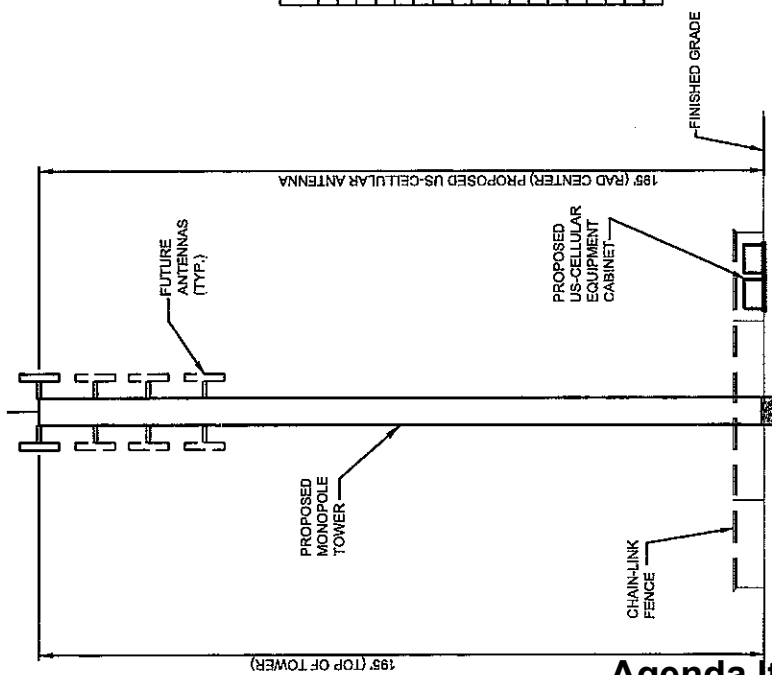 195' (RAD CENTER) PROPOSED US-CELLULAR ANTENNA
FINISHED GRADE
FUTURE
ANTENNAS
(TYP.)
PROPOSED
US-CELLULAR
EQUIPMENT
CABINET
PROPOSED
MONOPOLE
TOWER
CHAIN-LINK
FENCE
195' (TOP OF TOWER)